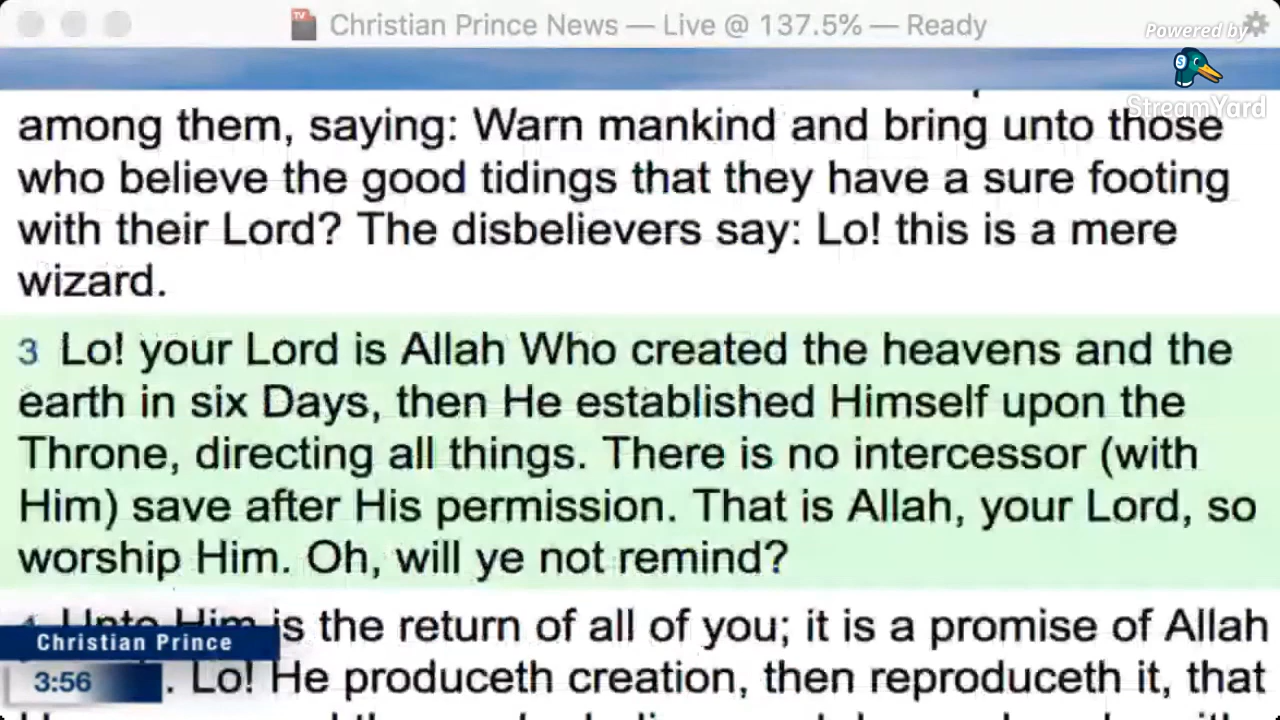 Christian Prince News — Live @ 137.5% — Ready
Powered by
StreamYard
among them, saying: Warn mankind and bring unto those
who believe the good tidings that they have a sure footing
with their Lord? The disbelievers say: Lo! this is a mere
wizard.
3 Lo! your Lord is Allah Who created the heavens and the
earth in six Days, then He established Himself upon the
Throne, directing all things. There is no intercessor (with
Him) save after His permission. That is Allah, your Lord, so
worship Him. Oh, will ye not remind?
4 Unto Him is the return of all of you; it is a promise of Allah
Christian Prince
3:56
. Lo! He produceth creation, then reproduceth it, that